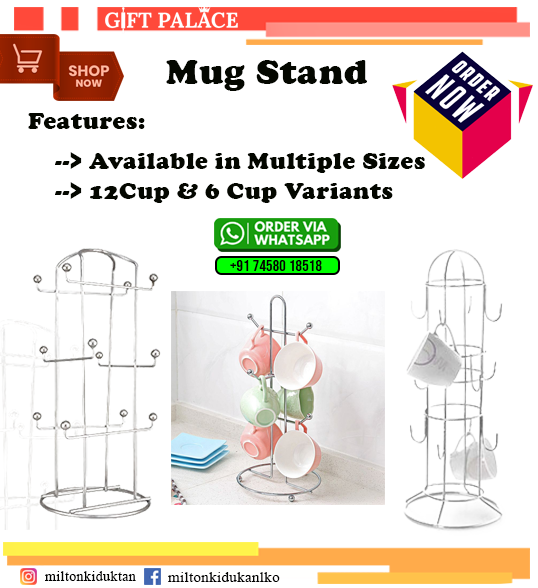 GIFT PALACE
SHOP
NOW
Mug Stand
ORDER
NOW
Features:
--> Available in Multiple Sizes
--> 12Cup & 6 Cup Variants
ORDER VIA
WHATSAPP
+91 74580 18518
miltonkiduktan
miltonkidukanlko